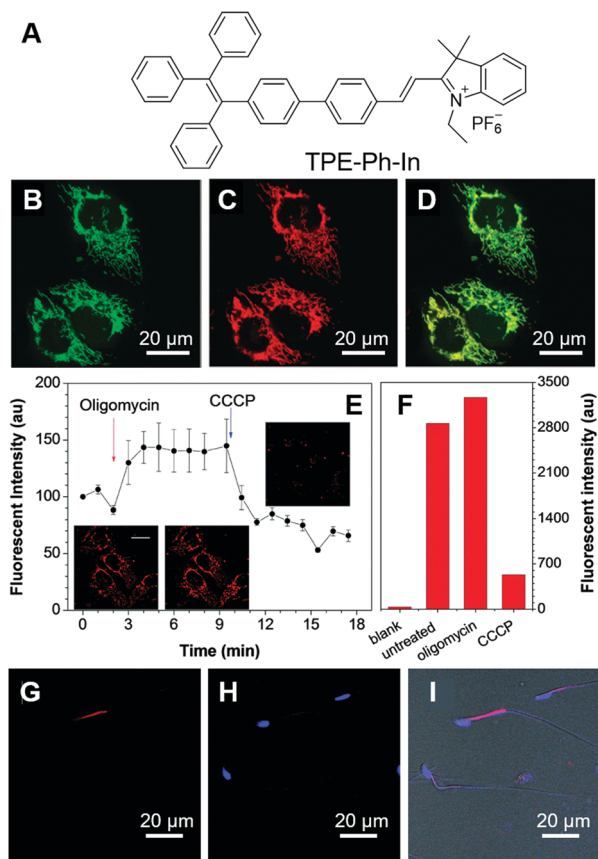 A
N
+
PF6−
TPE-Ph-In
B
20 µm
C
20 µm
D
20 µm
200
150
100
50
0
Fluorescent Intensity (au)
Oligomycin
CCCP
E
0 3 6 9 12 15 18
Time (min)
F
3500
2800
2100
1400
700
0
Fluorescent intensity (au)
blank
untreated
oligomycin
CCCP
G
20 µm
H
20 µm
I
20 µm